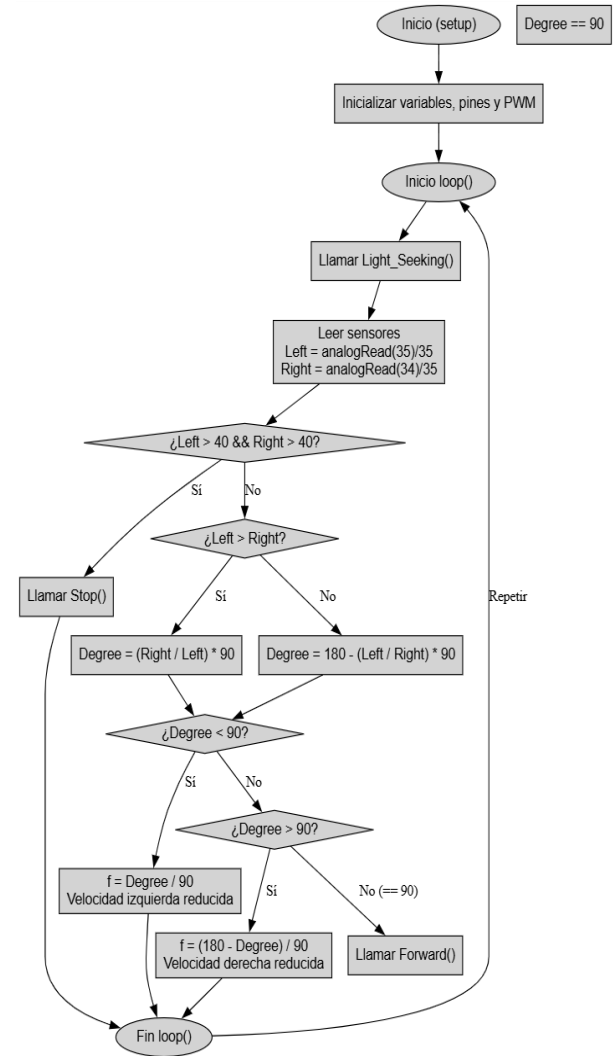 Inicio (setup)
Degree == 90
Inicializar variables, pines y PWM
Inicio loop()
Llamar Light_Seeking()
Leer sensores
Left = analogRead(35)/35
Right = analogRead(34)/35
¿Left > 40 && Right > 40?
Sí
No
¿Left > Right?
Llamar Stop()
Sí
No
Repetir
Degree = (Right / Left) * 90
Degree = 180 - (Left / Right) * 90
¿Degree < 90?
Sí
No
¿Degree > 90?
f = Degree / 90
Velocidad izquierda reducida
Sí
No (== 90)
f = (180 - Degree) / 90
Velocidad derecha reducida
Llamar Forward()
Fin loop()